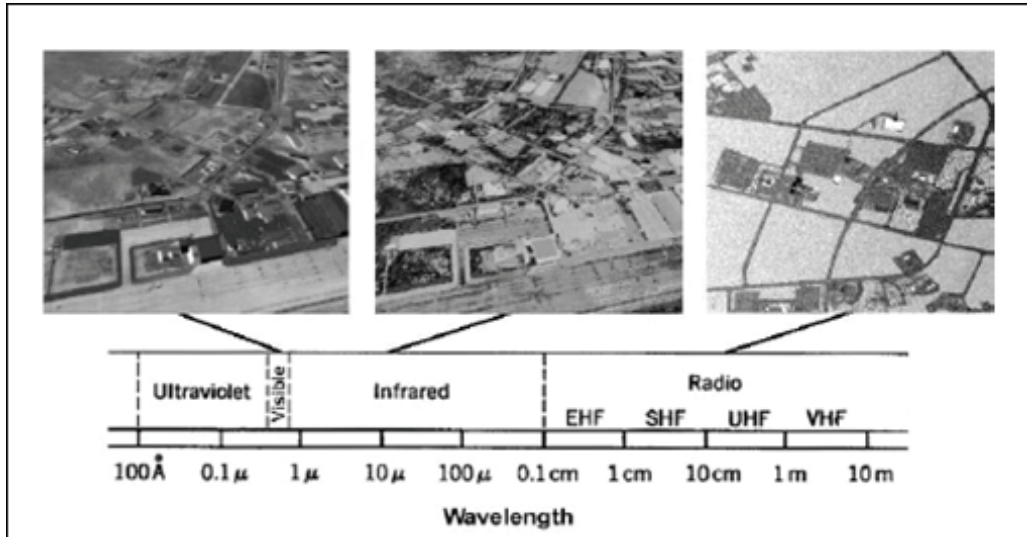 Ultraviolet Visible Infrared Radio
EHF SHF UHF VHF
100Å 0.1μ 1μ 10μ 100μ 0.1cm 1cm 10cm 1m 10m
Wavelength